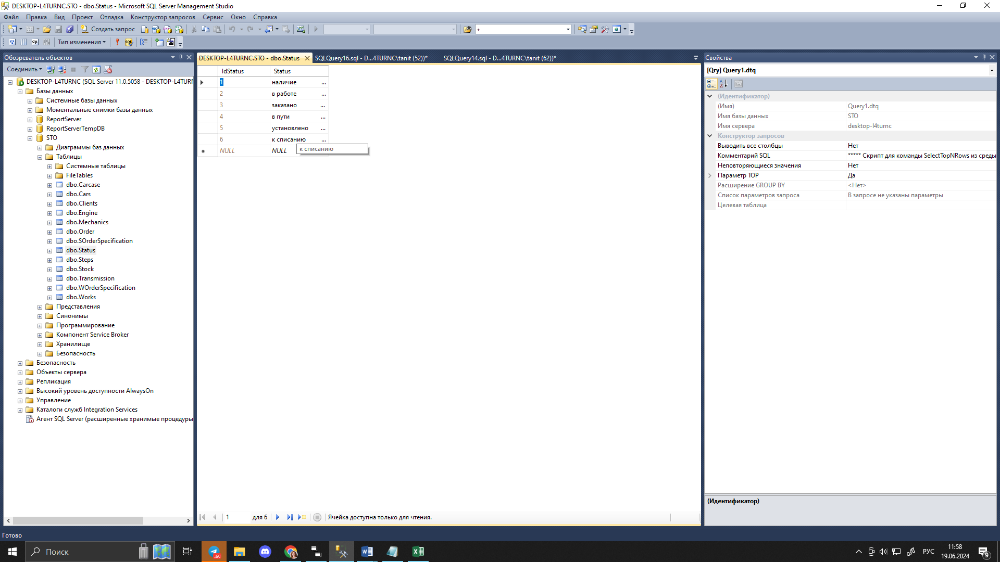 DESKTOP-L4TURNC.STO - dbo.Status - Microsoft SQL Server Management Studio
Файл Правка Вид Проект Отладка Конструктор запросов Сервис Окно Справка
Создать запрос
+
Тип изменения
Обозреватель объектов
Соединить
DESKTOP-L4TURNC (SQL Server 11.0.5058 - DESKTOP-L4TURI
Базы данных
Системные базы данных
Моментальные снимки базы данных
ReportServer
ReportServerTempDB
STO
Диаграммы баз данных
Таблицы
Системные таблицы
FileTables
dbo.Carcase
dbo.Cars
dbo.Clients
dbo.Engine
dbo.Mechanics
dbo.Order
dbo.SOrderSpecification
dbo.Status
dbo.Steps
dbo.Stock
dbo.Transmission
dbo.WOrderSpecification
dbo.Works
Представления
Синонимы
Программирование
Компонент Service Broker
Хранилище
Безопасность
Безопасность
Объекты сервера
Репликация
Высокий уровень доступности AlwaysOn
Управление
Каталоги служб Integration Services
Агент SQL Server (расширенные хранимые процедуры
DESKTOP-L4TURNC.STO - dbo.Status SQLQuery16.sql - D...4TURNC\tanit (52))* SQLQuery14.sql - D...4TURNC\tanit (62))*
IdStatus Status
1 наличие ...
2 в работе ...
3 заказано ...
4 в пути ...
5 установлено ...
6 к списанию ...
NULL NULL
к списанию
1 для 6 Ячейка доступна только для чтения.
Свойства
[Qry] Query1.dtq
(Идентификатор)
(Имя) Query1.dtq
Имя базы данных STO
Имя сервера desktop-l4turnc
Конструктор запросов
Выводить все столбцы Нет
Комментарий SQL ***** Скрипт для команды SelectTopNRows из среды
Неповторяющиеся значения Нет
Параметр TOP Да
Расширение GROUP BY <Нет>
Список параметров запроса В запросе не указаны параметры
Целевая таблица
(Идентификатор)
Готово
Поиск
..60
РУС
11:58
19.06.2024
9